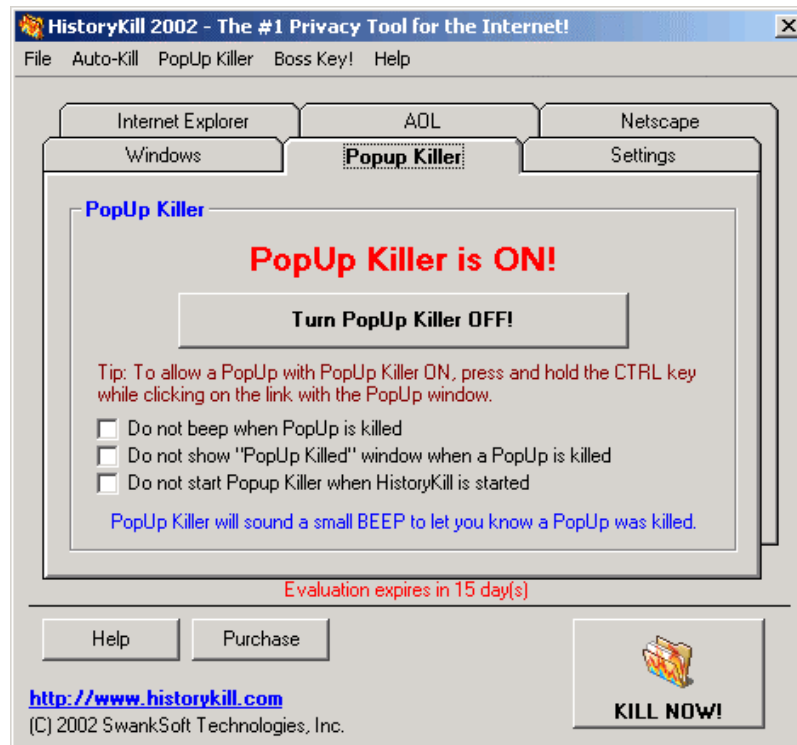 HistoryKill 2002 - The #1 Privacy Tool for the Internet!
File Auto-Kill PopUp Killer Boss Key! Help
Internet Explorer AOL Netscape
Windows Popup Killer Settings
PopUp Killer
PopUp Killer is ON!
Turn PopUp Killer OFF!
Tip: To allow a PopUp with PopUp Killer ON, press and hold the CTRL key
while clicking on the link with the PopUp window.
Do not beep when PopUp is killed
Do not show "PopUp Killed" window when a PopUp is killed
Do not start Popup Killer when HistoryKill is started
PopUp Killer will sound a small BEEP to let you know a PopUp was killed.
Evaluation expires in 15 day(s)
Help Purchase
KILL NOW!
http://www.historykill.com
(C) 2002 SwankSoft Technologies, Inc.